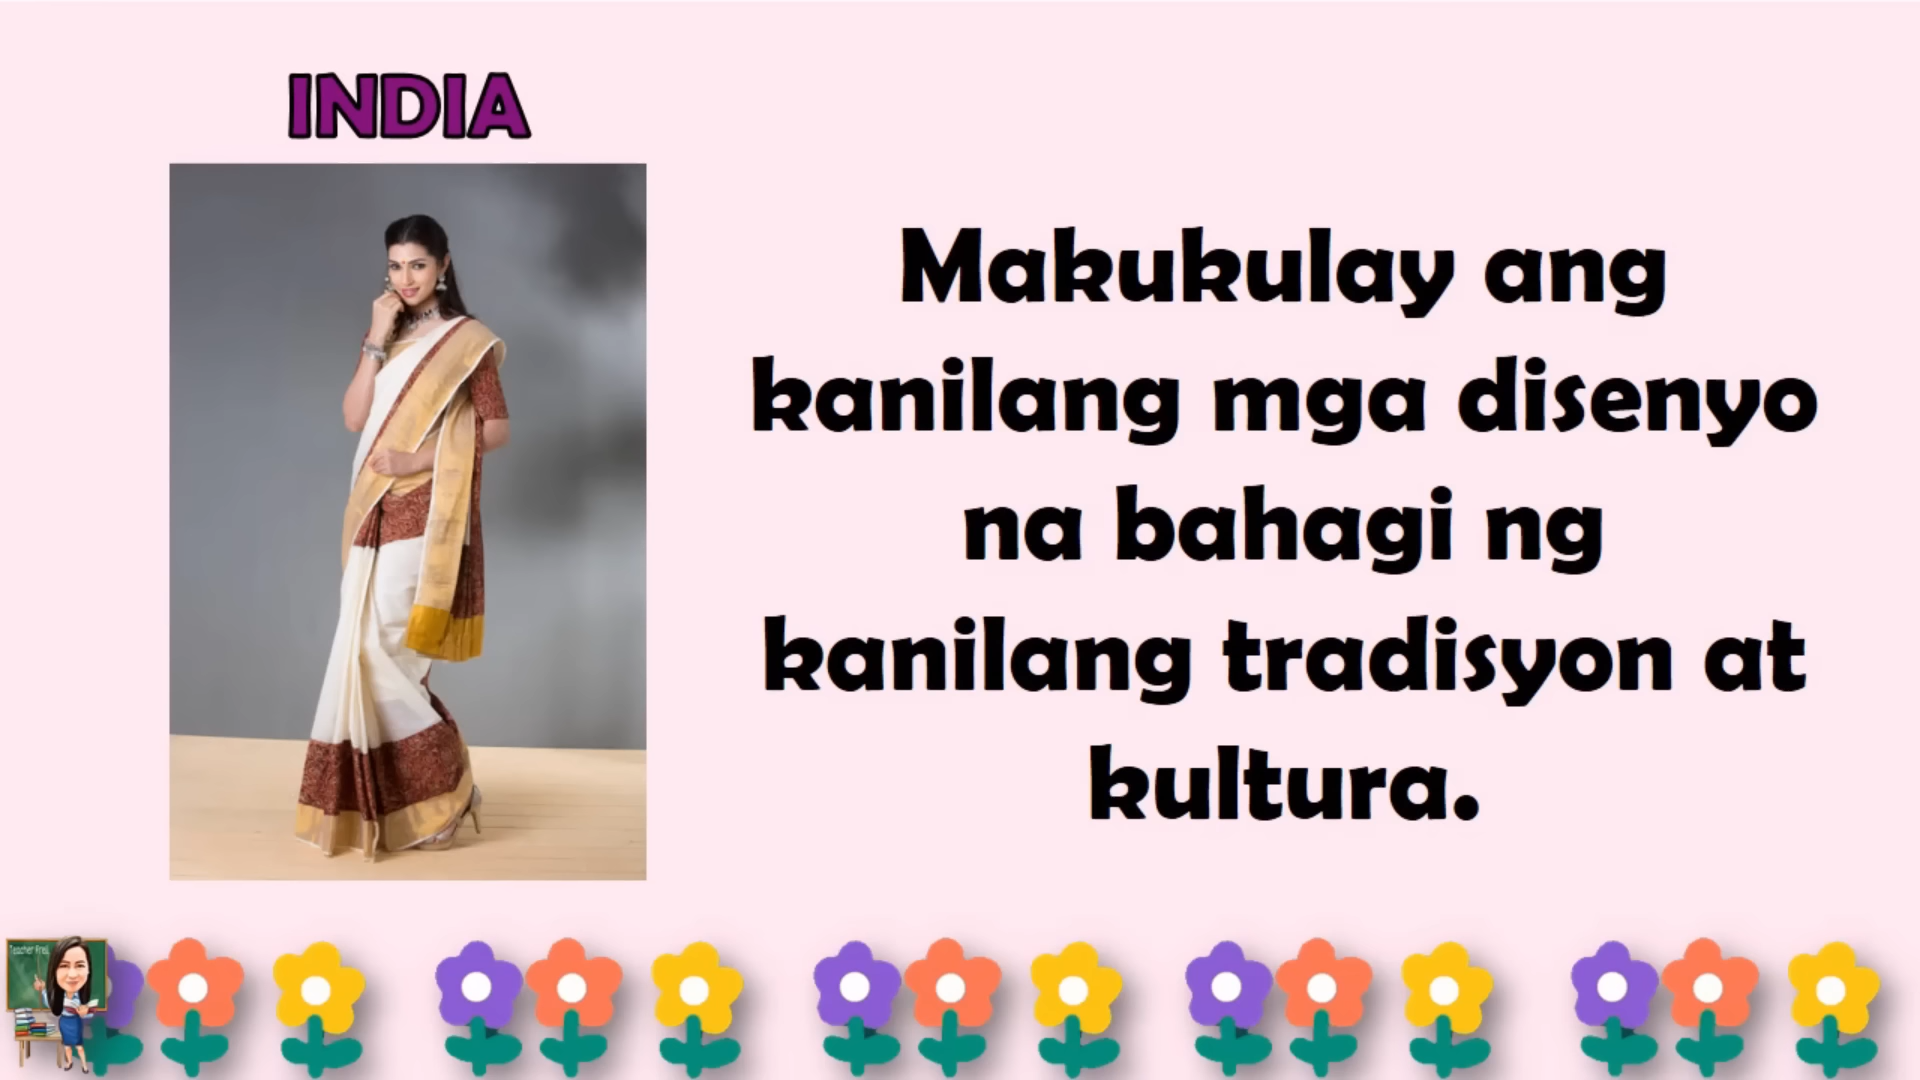 INDIA
Makukulay ang
kanilang mga disenyo
na bahagi ng
kanilang tradisyon at
kultura.